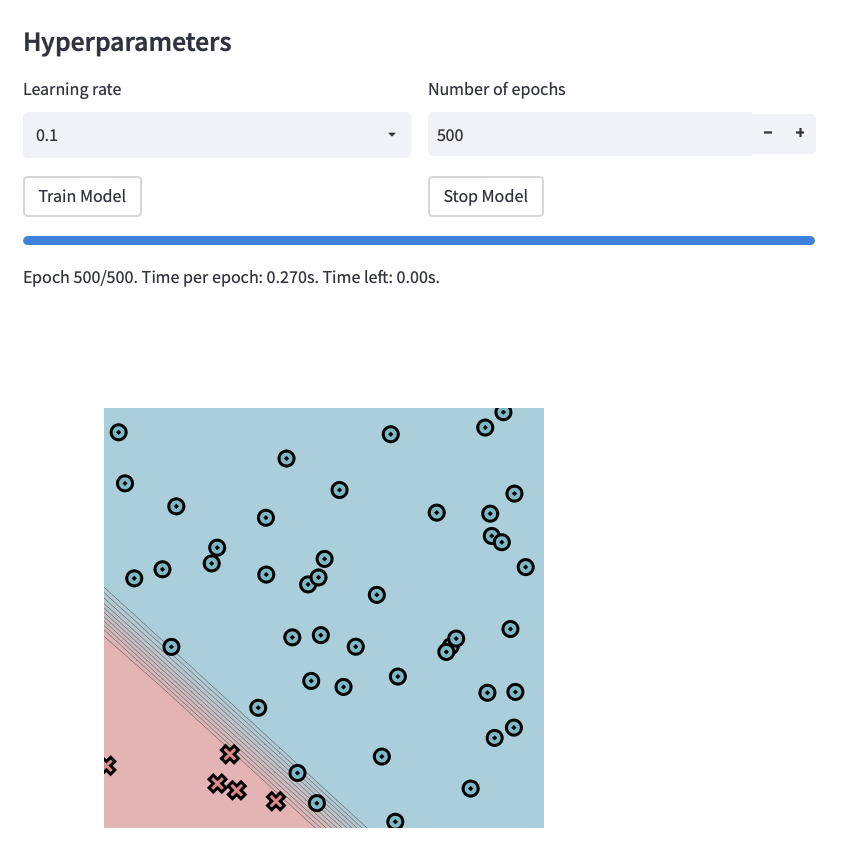 Hyperparameters
Learning rate
Number of epochs
0.1
500
− +
Train Model
Stop Model
Epoch 500/500. Time per epoch: 0.270s. Time left: 0.00s.